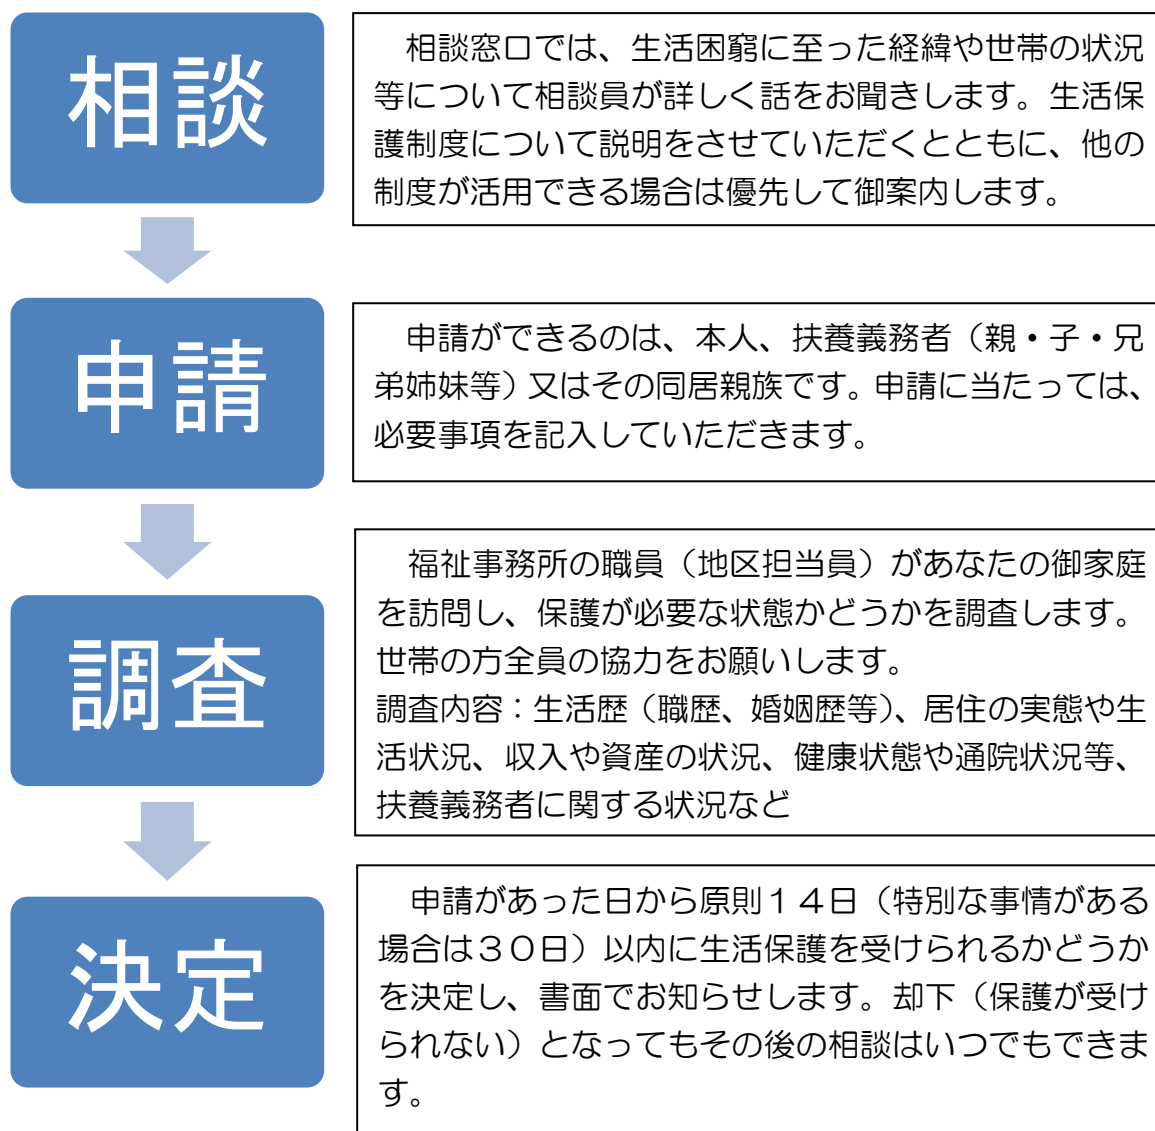 相談
相談窓口では、生活困窮に至った経緯や世帯の状況
等について相談員が詳しく話をお聞きします。生活保
護制度について説明をさせていただくとともに、他の
制度が活用できる場合は優先して御案内します。
申請
申請ができるのは、本人、扶養義務者（親・子・兄
弟姉妹等）又はその同居親族です。申請に当たっては、
必要事項を記入していただきます。
調査
福祉事務所の職員（地区担当員）があなたの御家庭
を訪問し、保護が必要な状態かどうかを調査します。
世帯の方全員の協力をお願いします。
調査内容：生活歴（職歴、婚姻歴等）、居住の実態や生
活状況、収入や資産の状況、健康状態や通院状況等、
扶養義務者に関する状況など
決定
申請があった日から原則１４日（特別な事情がある
場合は３０日）以内に生活保護を受けられるかどうか
を決定し、書面でお知らせします。却下（保護が受け
られない）となってもその後の相談はいつでもできま
す。